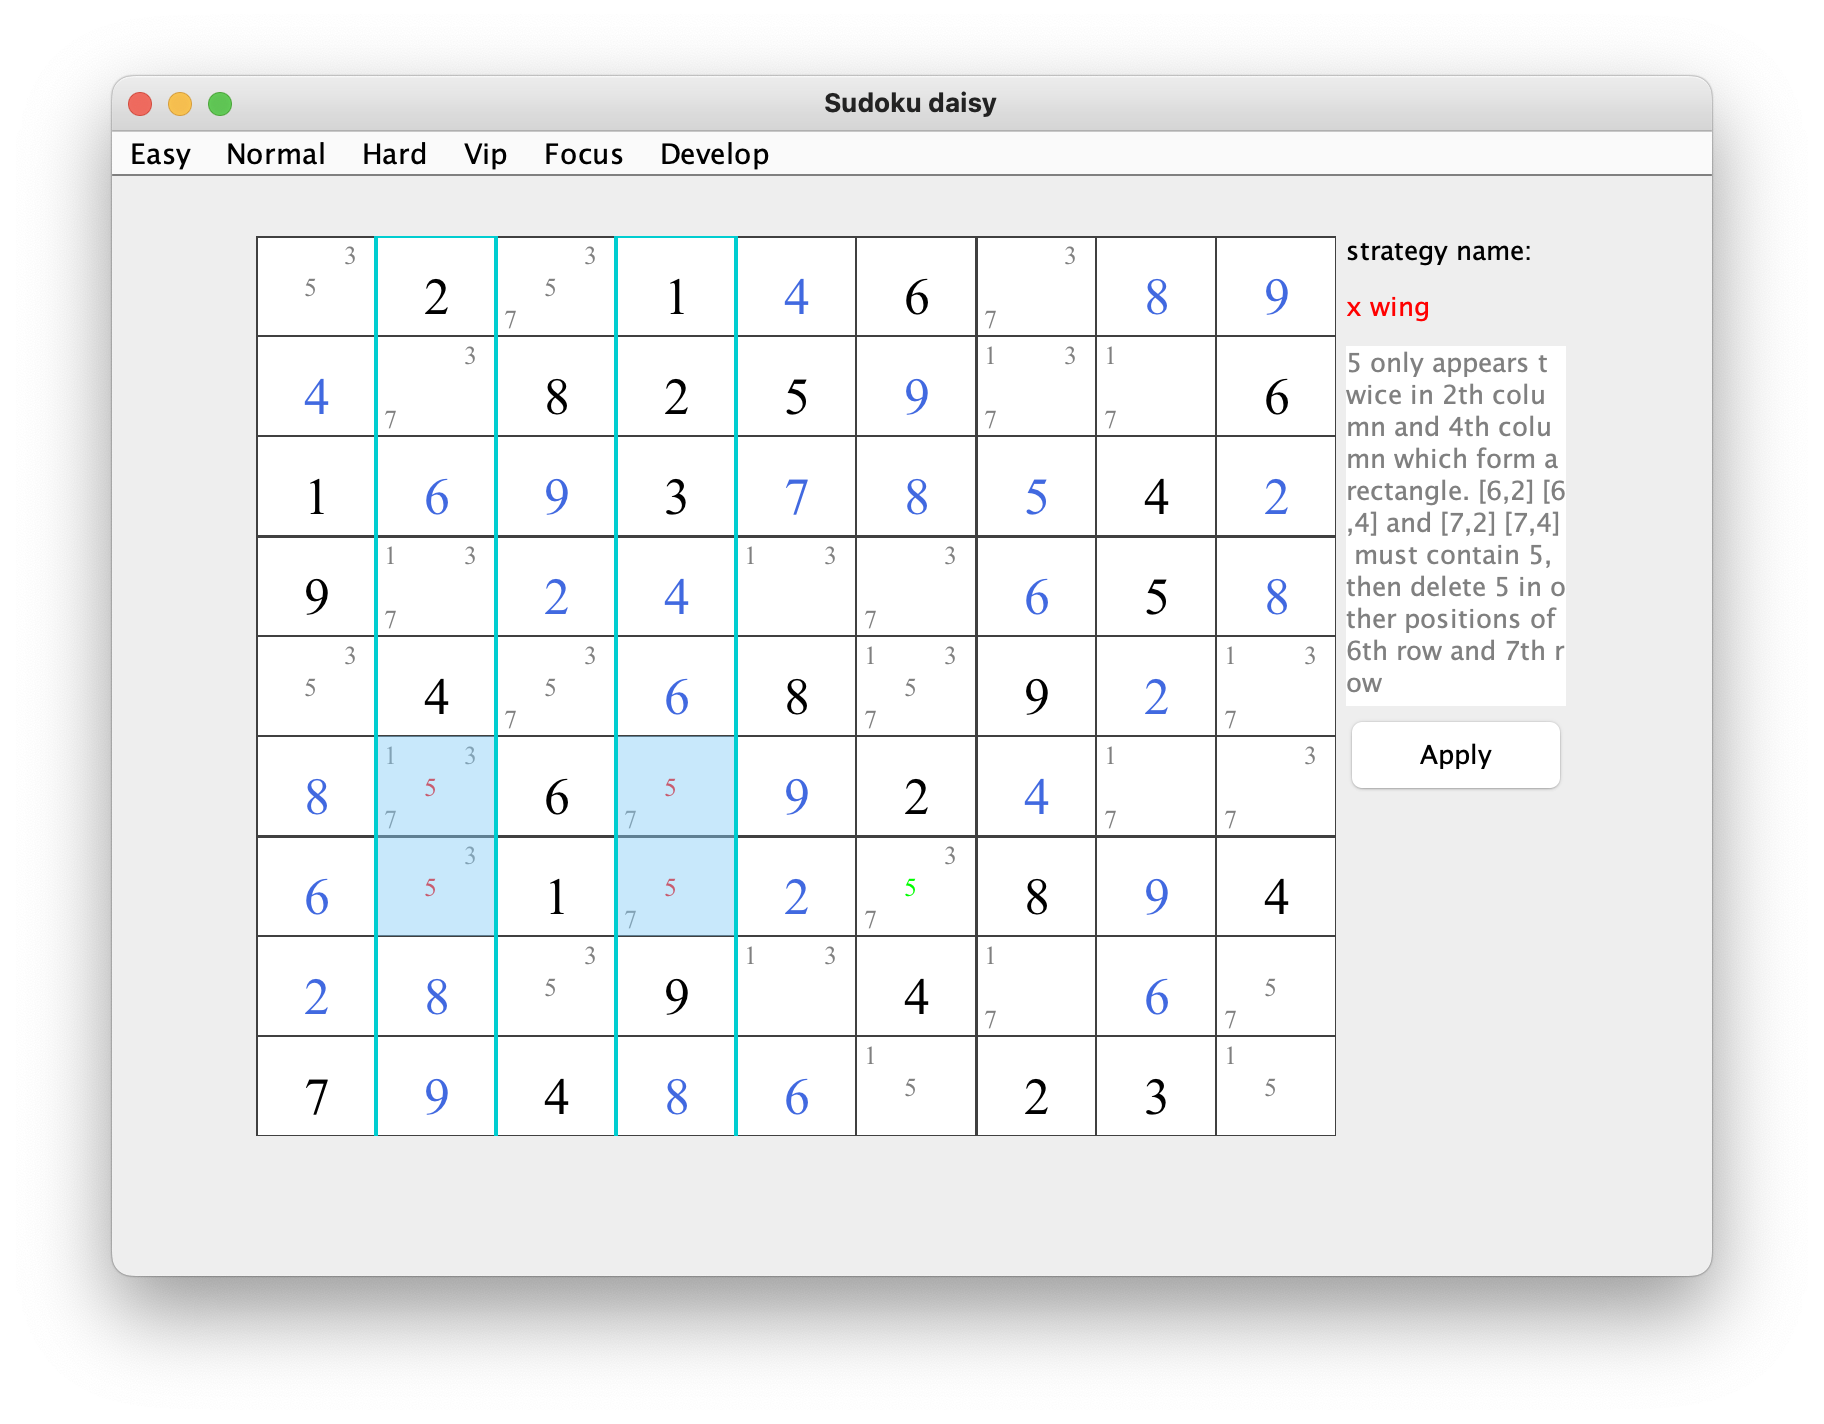 Sudoku daisy
Easy Normal Hard Vip Focus Develop
3 3 3
5 2 5 1 4 6 8 9
7 7
3 1 3 1
4 8 2 5 9 6
7 7 7
1 6 9 3 7 8 5 4 2
1 3 1 3 3
9 2 4 6 5 8
7 7
3 3 1 3 1 3
5 4 5 6 8 5 9 2
7 7 7
1 3 1 3
8 5 6 5 9 2 4
7 7 7 7
3 3
6 5 1 5 2 5 8 9 4
7 7
3 1 3 1
2 8 5 9 4 6 5
7 7
1 1
7 9 4 8 6 5 2 3 5
strategy name:
x wing
5 only appears t
wice in 2th colu
mn and 4th colu
mn which form a
rectangle. [6,2] [6
,4] and [7,2] [7,4]
must contain 5,
then delete 5 in o
ther positions of
6th row and 7th r
ow
Apply